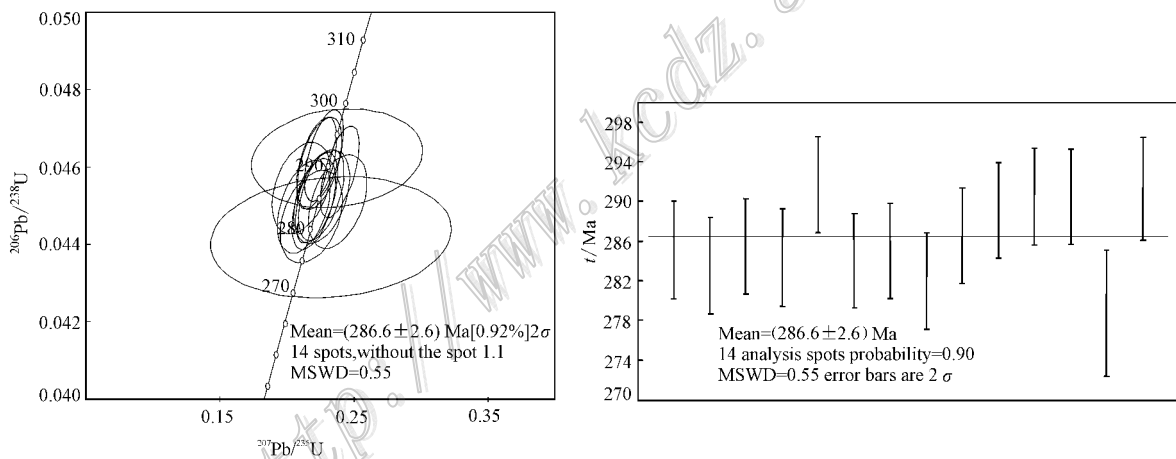 0.050
0.048
0.046
0.044
0.042
0.040
²⁰⁶Pb/²³⁸U
310
300
290
280
270
Mean=(286.6±2.6) Ma[0.92%]2σ
14 spots,without the spot 1.1
MSWD=0.55
0.15
0.25
0.35
²⁰⁷Pb/²³⁵U
298
294
290
286
282
278
274
270
t/Ma
Mean=(286.6±2.6) Ma
14 analysis spots probability=0.90
MSWD=0.55 error bars are 2 σ